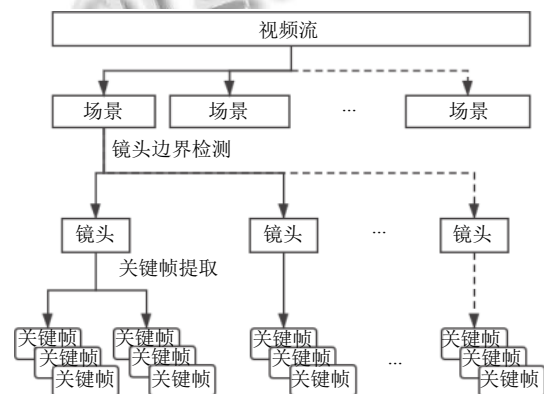 视频流
场景 场景 ... 场景
镜头边界检测
镜头 镜头 ... 镜头
关键帧提取
关键帧 关键帧 关键帧 关键帧
关键帧 关键帧 关键帧 ... 关键帧
关键帧 关键帧 关键帧 关键帧